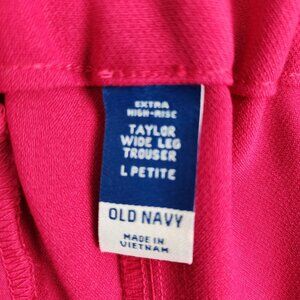 EXTRA
HIGH-RISE
TAYLOR
WIDE LEG
TROUSER
L PETITE
OLD NAVY
MADE IN
VIETNAM